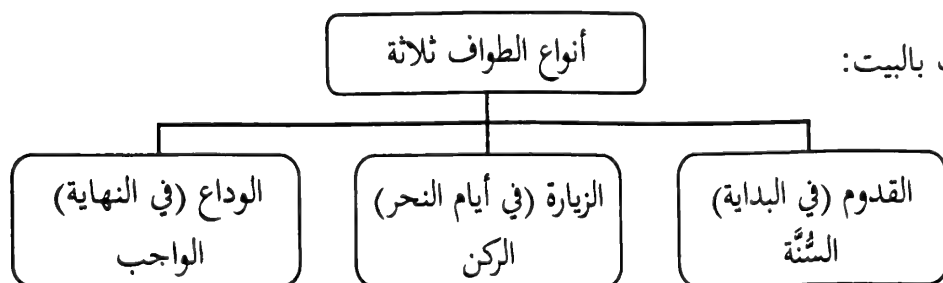 أنواع الطواف ثلاثة
بالبيت:
القدوم (في البداية)
السُّنَّة
الزيارة (في أيام النحر)
الركن
الوداع (في النهاية)
الواجب